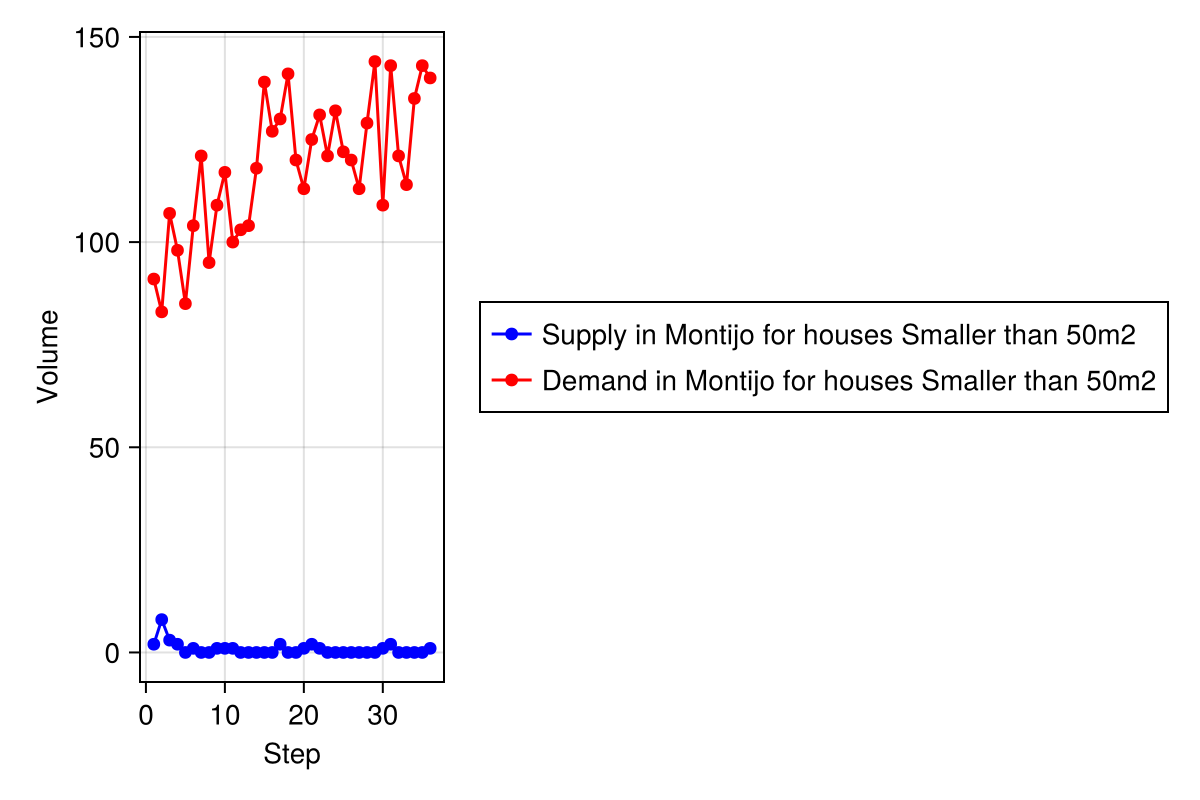 150
100
50
0
Volume
0 10 20 30
Step
Supply in Montijo for houses Smaller than 50m2
Demand in Montijo for houses Smaller than 50m2